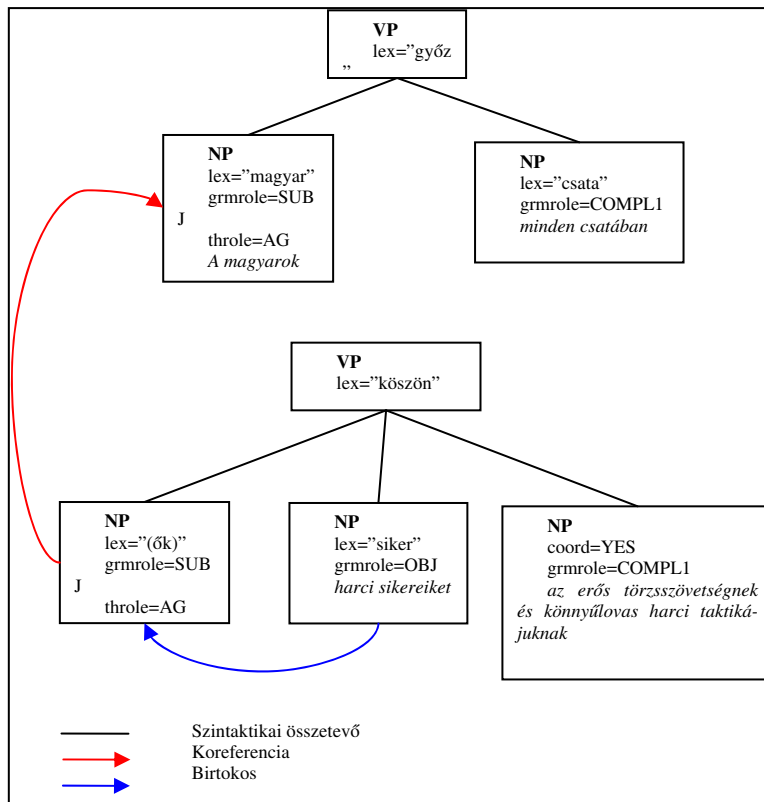 VP
lex="győz
”
NP
lex=”magyar”
grmrole=SUB
J
throle=AG
A magyarok
NP
lex=”csata”
grmrole=COMPL1
minden csatában
VP
lex=”köszön”
NP
lex=”(ők)”
grmrole=SUB
J
throle=AG
NP
lex=”siker”
grmrole=OBJ
harci sikereiket
NP
coord=YES
grmrole=COMPL1
az erős törzsszövetségnek
és könnyűlovas harci taktiká-
juknak
Szintaktikai összetevő
Koreferencia
Birtokos